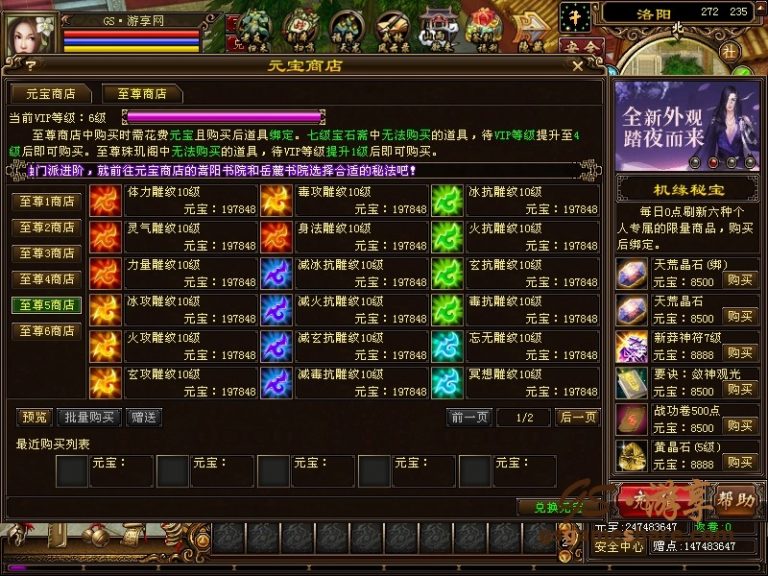 GS·游享网
洛阳
272 235
北
社
安全
元宝商店
元宝商店
至尊商店
当前VIP等级：6级
至尊商店中购买时需花费元宝且购买后道具绑定。七级宝石斋中无法购买的道具，待VIP等级提升至4
级后即可购买。至尊珠玑阁中无法购买的道具，待VIP等级提升1级后即可购买。
门派进阶，就前往元宝商店的嵩阳书院和岳麓书院选择合适的秘法吧！
至尊1商店
至尊2商店
至尊3商店
至尊4商店
至尊5商店
至尊6商店
体力雕纹10级
元宝：197848
毒攻雕纹10级
元宝：197848
冰抗雕纹10级
元宝：197848
灵气雕纹10级
元宝：197848
身法雕纹10级
元宝：197848
火抗雕纹10级
元宝：197848
力量雕纹10级
元宝：197848
减冰抗雕纹10级
元宝：197848
玄抗雕纹10级
元宝：197848
冰攻雕纹10级
元宝：197848
减火抗雕纹10级
元宝：197848
毒抗雕纹10级
元宝：197848
火攻雕纹10级
元宝：197848
减玄抗雕纹10级
元宝：197848
忘无雕纹10级
元宝：197848
玄攻雕纹10级
元宝：197848
减毒抗雕纹10级
元宝：197848
冥想雕纹10级
元宝：197848
预览
批量购买
赠送
前一页
1/2
后一页
最近购买列表
元宝：
元宝：
元宝：
元宝：
元宝：
全新外观
踏夜而来
机缘秘宝
每日0点刷新六种个
人专属的限量商品，购买
后绑定。
天荒晶石(绑)
元宝：8500
购买
天荒晶石
元宝：8500
购买
新莽神符7级
元宝：8888
购买
要诀：敛神观光
元宝：8500
购买
战功卷500点
元宝：8500
购买
黄晶石(5级)
元宝：8888
购买
兑换元宝
帮助
元宝:247483647
安全中心
赠点:147483647